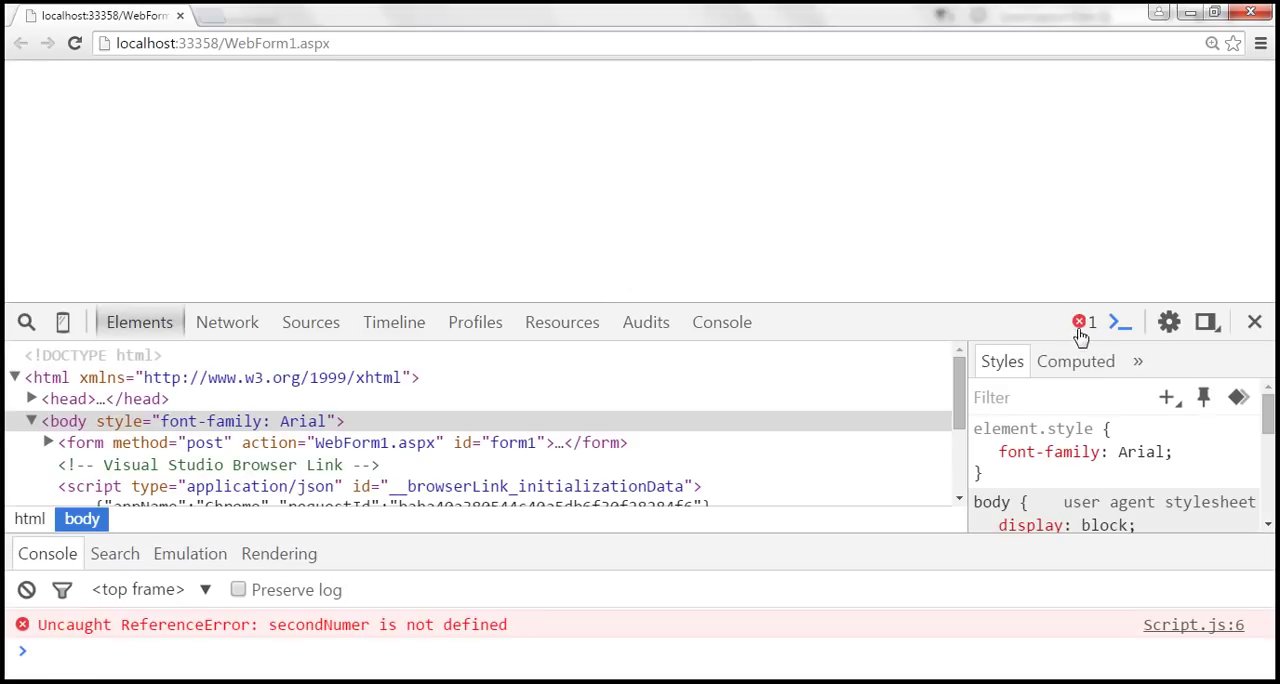 localhost:33358/WebForm
localhost:33358/WebForm1.aspx
Elements Network Sources Timeline Profiles Resources Audits Console 1
<!DOCTYPE html>
<html xmlns="http://www.w3.org/1999/xhtml">
<head>…</head>
<body style="font-family: Arial">
<form method="post" action="WebForm1.aspx" id="form1">…</form>
<!-- Visual Studio Browser Link -->
<script type="application/json" id="__browserLink_initializationData">
{"appName":"Chrome"
html body
Styles Computed »
Filter
element.style {
font-family: Arial;
}
body { user agent stylesheet
display: block;
Console Search Emulation Rendering
<top frame> Preserve log
Uncaught ReferenceError: secondNumer is not defined Script.js:6